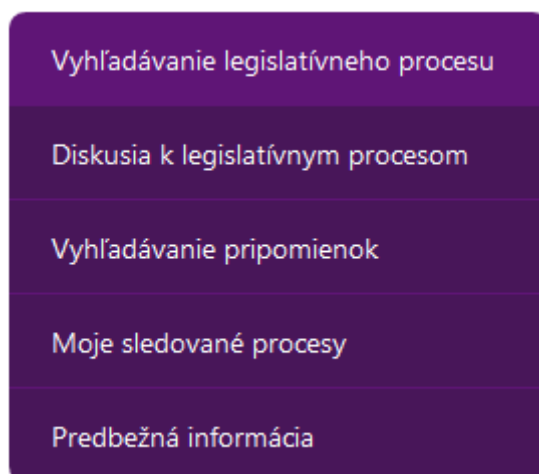 Vyhľadávanie legislatívneho procesu
Diskusia k legislatívnym procesom
Vyhľadávanie pripomienok
Moje sledované procesy
Predbežná informácia